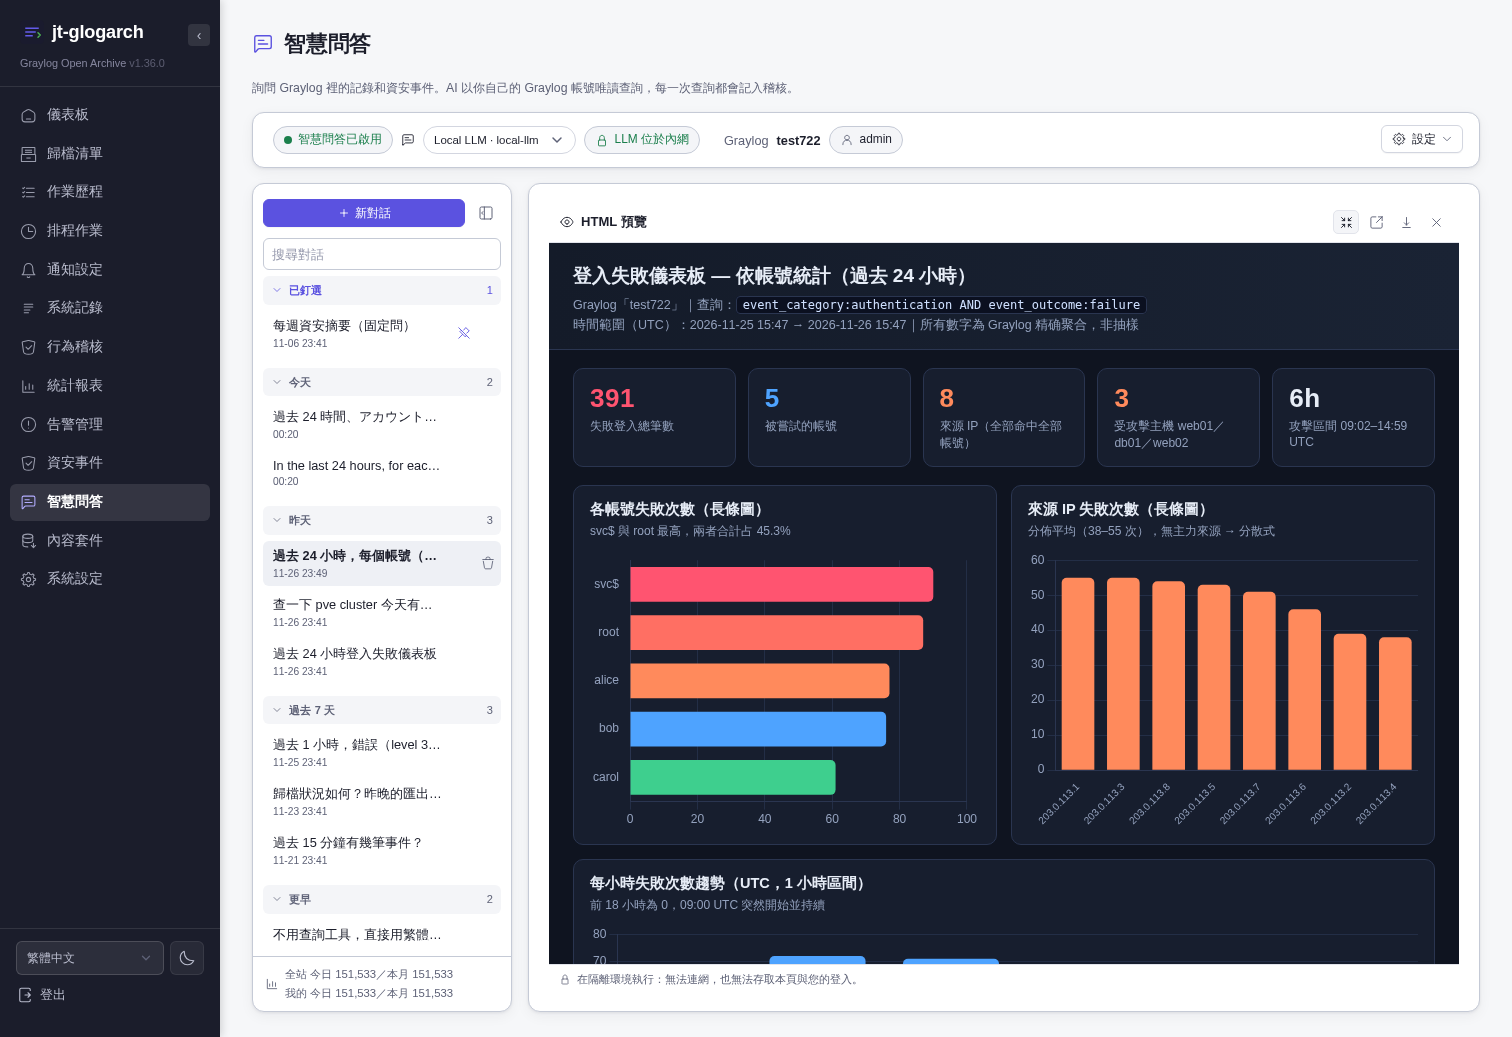 jt-glogarch
Graylog Open Archive v1.36.0
儀表板
歸檔清單
作業歷程
排程作業
通知設定
系統記錄
行為稽核
統計報表
告警管理
資安事件
智慧問答
內容套件
系統設定
繁體中文
登出
智慧問答
詢問 Graylog 裡的記錄和資安事件。AI 以你自己的 Graylog 帳號唯讀查詢，每一次查詢都會記入稽核。
智慧問答已啟用
Local LLM · local-llm
LLM 位於內網
Graylog test722
admin
設定
＋ 新對話
搜尋對話
已釘選 1
每週資安摘要（固定問）
11-06 23:41
今天 2
過去 24 時間、アカウント…
00:20
In the last 24 hours, for eac…
00:20
昨天 3
過去 24 小時，每個帳號（…
11-26 23:49
查一下 pve cluster 今天有…
11-26 23:41
過去 24 小時登入失敗儀表板
11-26 23:41
過去 7 天 3
過去 1 小時，錯誤（level 3…
11-25 23:41
歸檔狀況如何？昨晚的匯出…
11-23 23:41
過去 15 分鐘有幾筆事件？
11-21 23:41
更早 2
不用查詢工具，直接用繁體…
全站 今日 151,533／本月 151,533
我的 今日 151,533／本月 151,533
HTML 預覽
登入失敗儀表板 — 依帳號統計（過去 24 小時）
Graylog「test722」｜查詢：event_category:authentication AND event_outcome:failure
時間範圍（UTC）：2026-11-25 15:47 → 2026-11-26 15:47｜所有數字為 Graylog 精确聚合，非抽樣
391
失敗登入總筆數
5
被嘗試的帳號
8
來源 IP（全部命中全部
帳號）
3
受攻擊主機 web01／
db01／web02
6h
攻擊區間 09:02–14:59
UTC
各帳號失敗次數（長條圖）
svc$ 與 root 最高，兩者合計占 45.3%
svc$
root
alice
bob
carol
0 20 40 60 80 100
來源 IP 失敗次數（長條圖）
分佈平均（38–55 次），無主力來源 → 分散式
60
50
40
30
20
10
0
203.0.113.1 203.0.113.3 203.0.113.8 203.0.113.5 203.0.113.7 203.0.113.6 203.0.113.2 203.0.113.4
每小時失敗次數趨勢（UTC，1 小時區間）
前 18 小時為 0，09:00 UTC 突然開始並持續
80
70
在隔離環境執行：無法連網，也無法存取本頁與您的登入。